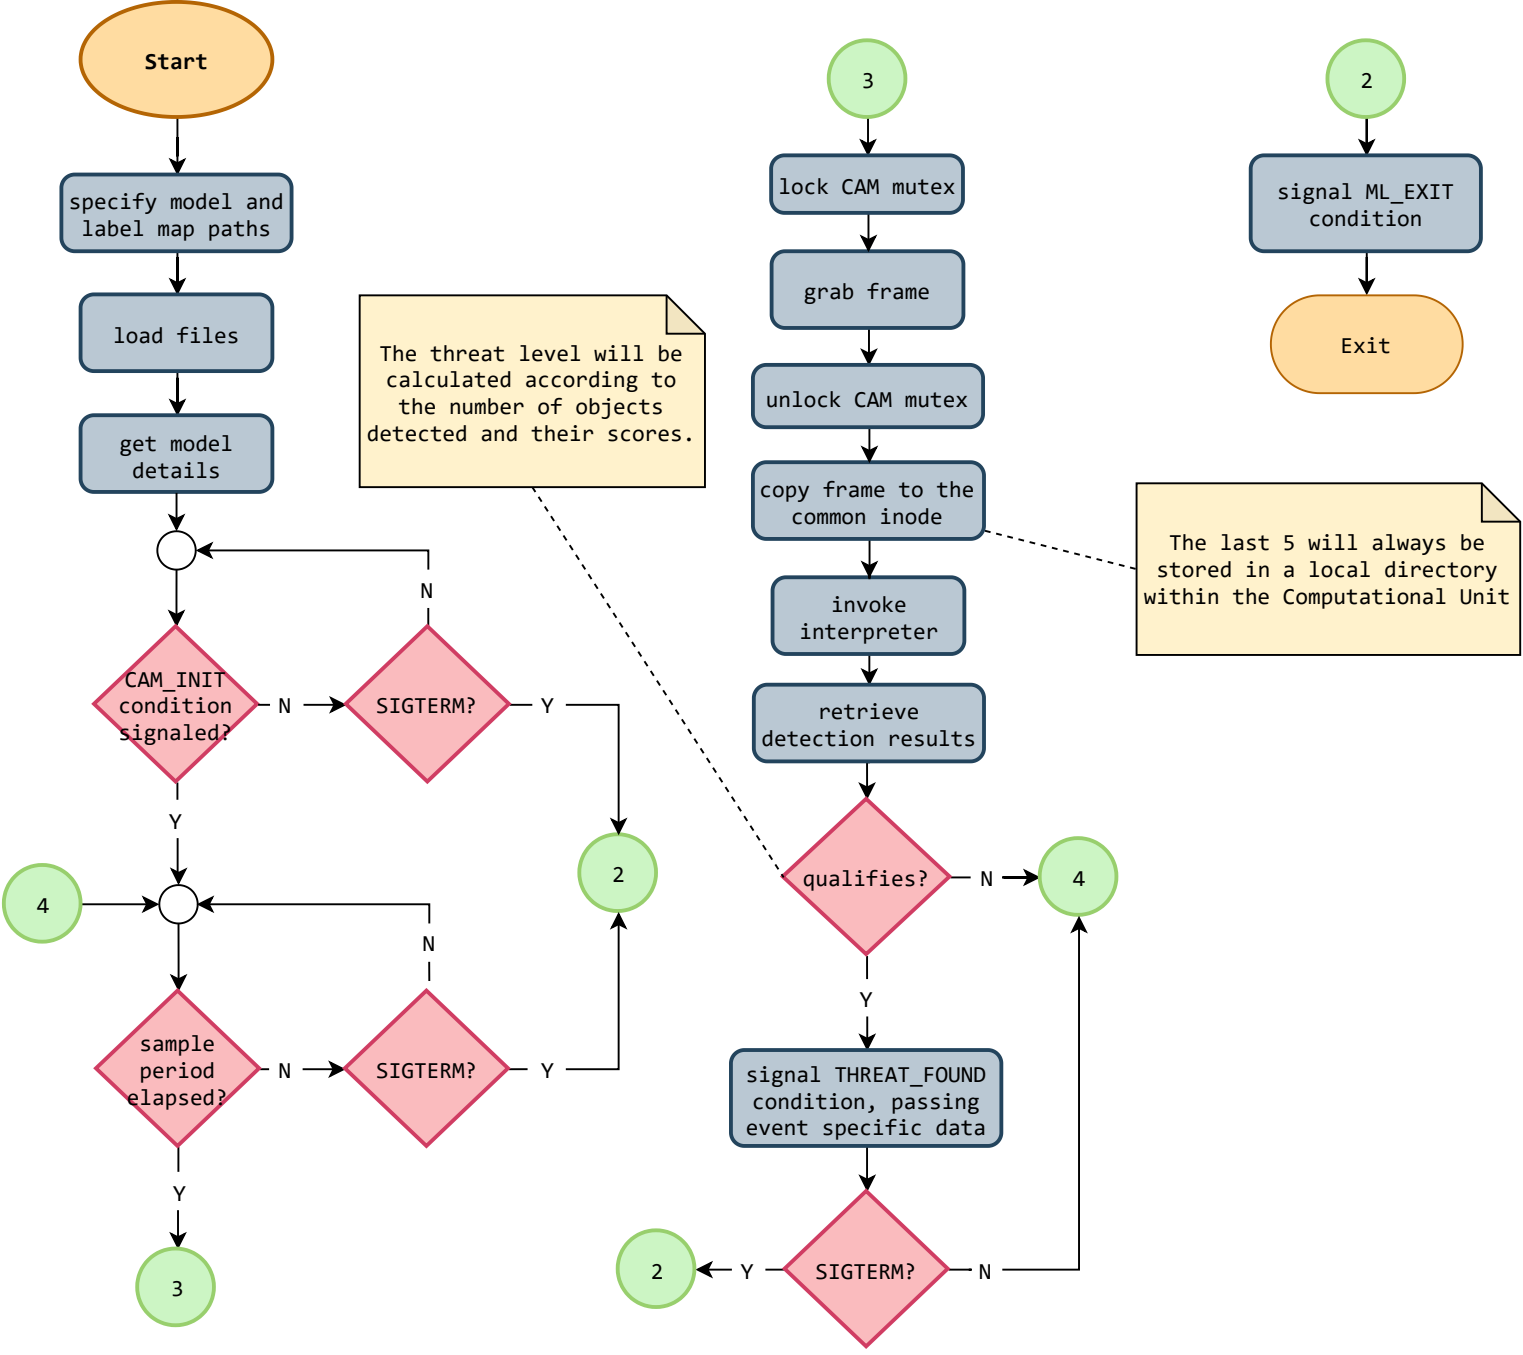 Start
specify model and
label map paths
load files
get model
details
CAM_INIT
condition
signaled?
N
SIGTERM?
N
Y
Y
2
4
sample
period
elapsed?
N
SIGTERM?
N
Y
Y
3
The threat level will be
calculated according to
the number of objects
detected and their scores.
3
lock CAM mutex
grab frame
unlock CAM mutex
copy frame to the
common inode
invoke
interpreter
retrieve
detection results
qualifies?
N
4
Y
signal THREAT_FOUND
condition, passing
event specific data
SIGTERM?
Y
2
N
2
signal ML_EXIT
condition
Exit
The last 5 will always be
stored in a local directory
within the Computational Unit